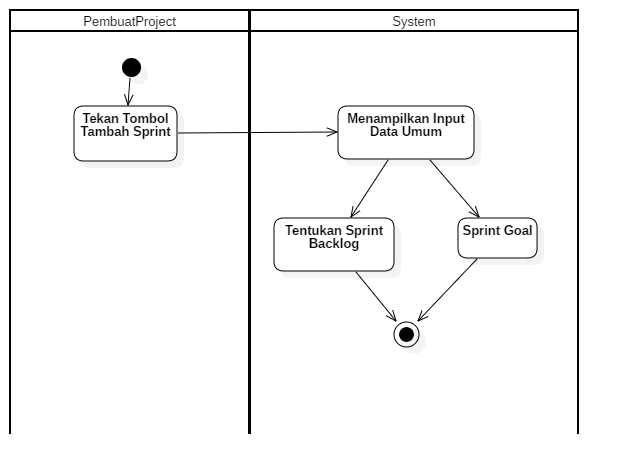 PembuatProject
System
Tekan Tombol
Tambah Sprint
Menampilkan Input
Data Umum
Tentukan Sprint
Backlog
Sprint Goal